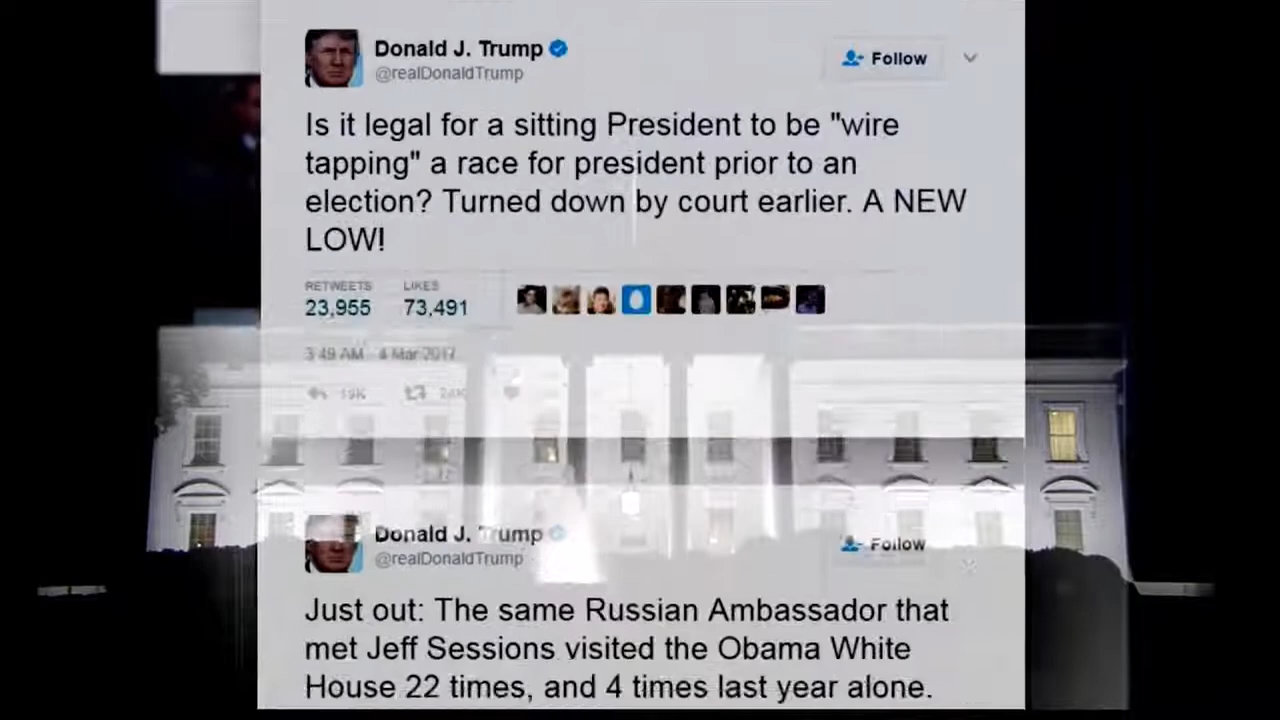 Donald J. Trump
@realDonaldTrump
Follow
Is it legal for a sitting President to be "wire
tapping" a race for president prior to an
election? Turned down by court earlier. A NEW
LOW!
RETWEETS LIKES
23,955 73,491
3:49 AM 4 Mar 2017
19K 24K
Donald J. Trump
@realDonaldTrump
Follow
Just out: The same Russian Ambassador that
met Jeff Sessions visited the Obama White
House 22 times, and 4 times last year alone.